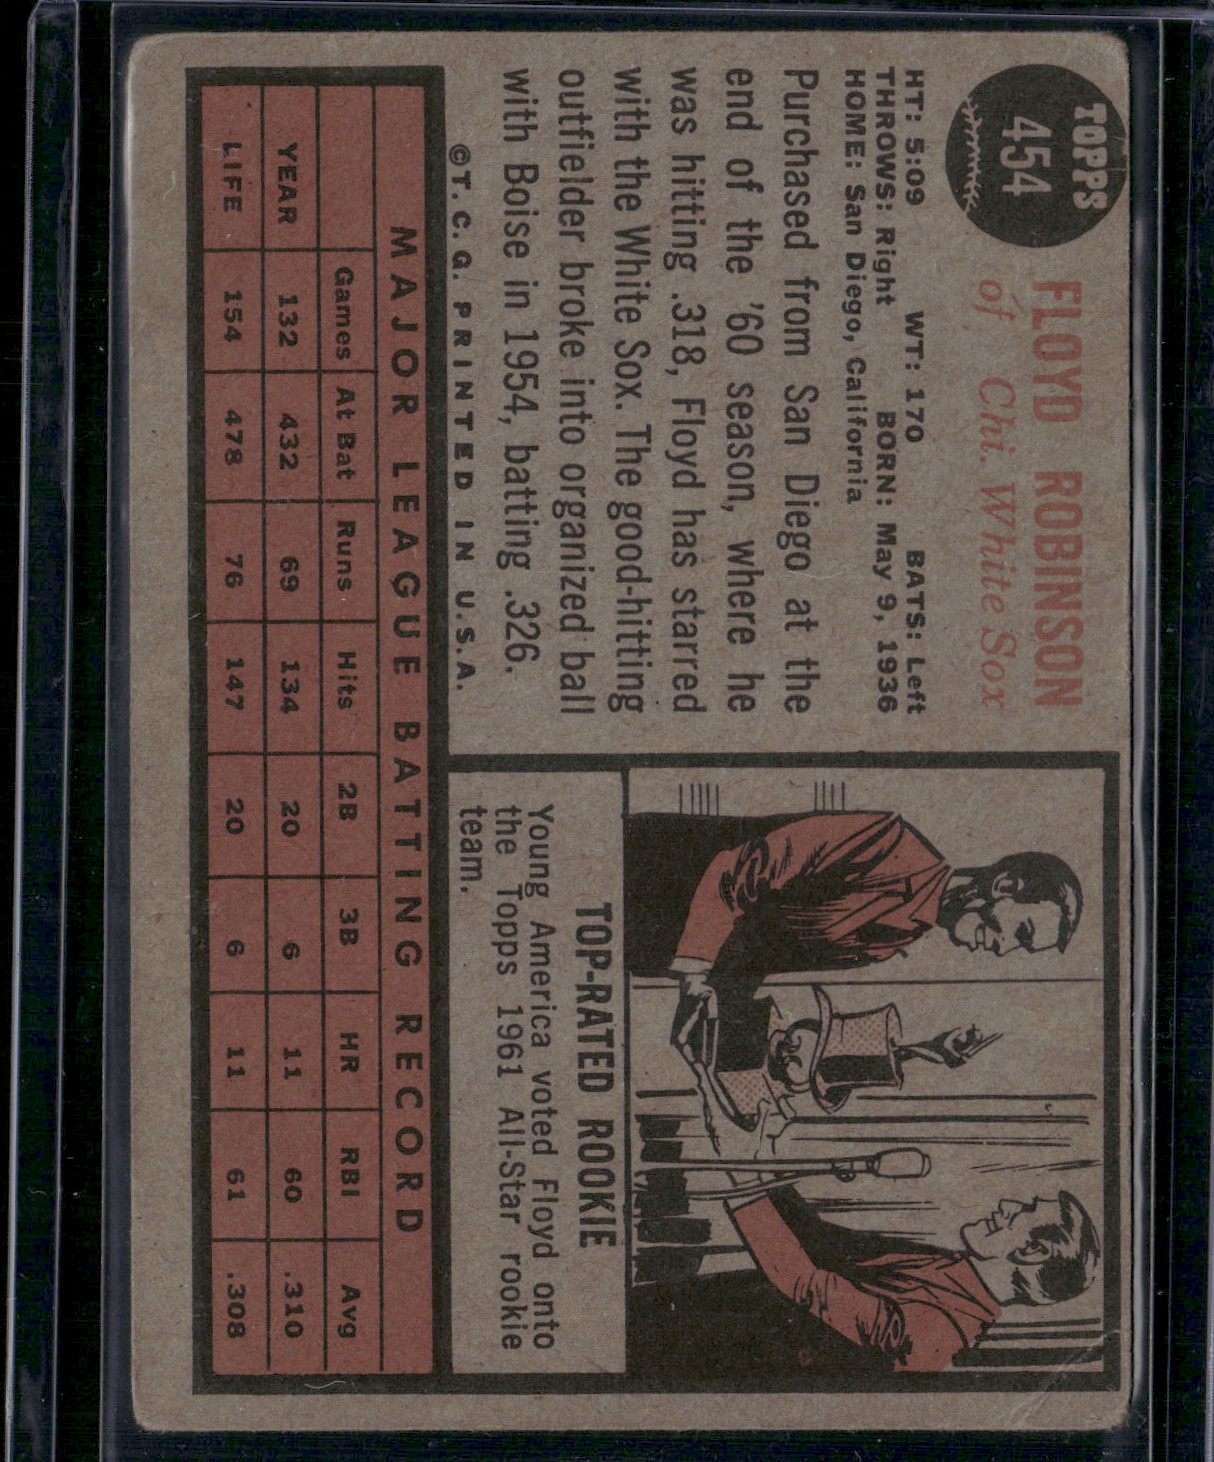 TOPPS
454
FLOYD ROBINSON
of Chi. White Sox
HT: 5:09 WT: 170 BATS: Left
THROWS: Right BORN: May 9, 1936
HOME: San Diego, California
Purchased from San Diego at the
end of the '60 season, where he
was hitting .318, Floyd has starred
with the White Sox. The good-hitting
outfielder broke into organized ball
with Boise in 1954, batting .326.
©T.C.G. PRINTED IN U.S.A.
TOP-RATED ROOKIE
Young America voted Floyd onto
the Topps 1961 All-Star rookie
team.
MAJOR LEAGUE BATTING RECORD
Games At Bat Runs Hits 2B 3B HR RBI Avg
YEAR 132 432 69 134 20 6 11 60 .310
LIFE 154 478 76 147 20 6 11 61 .308